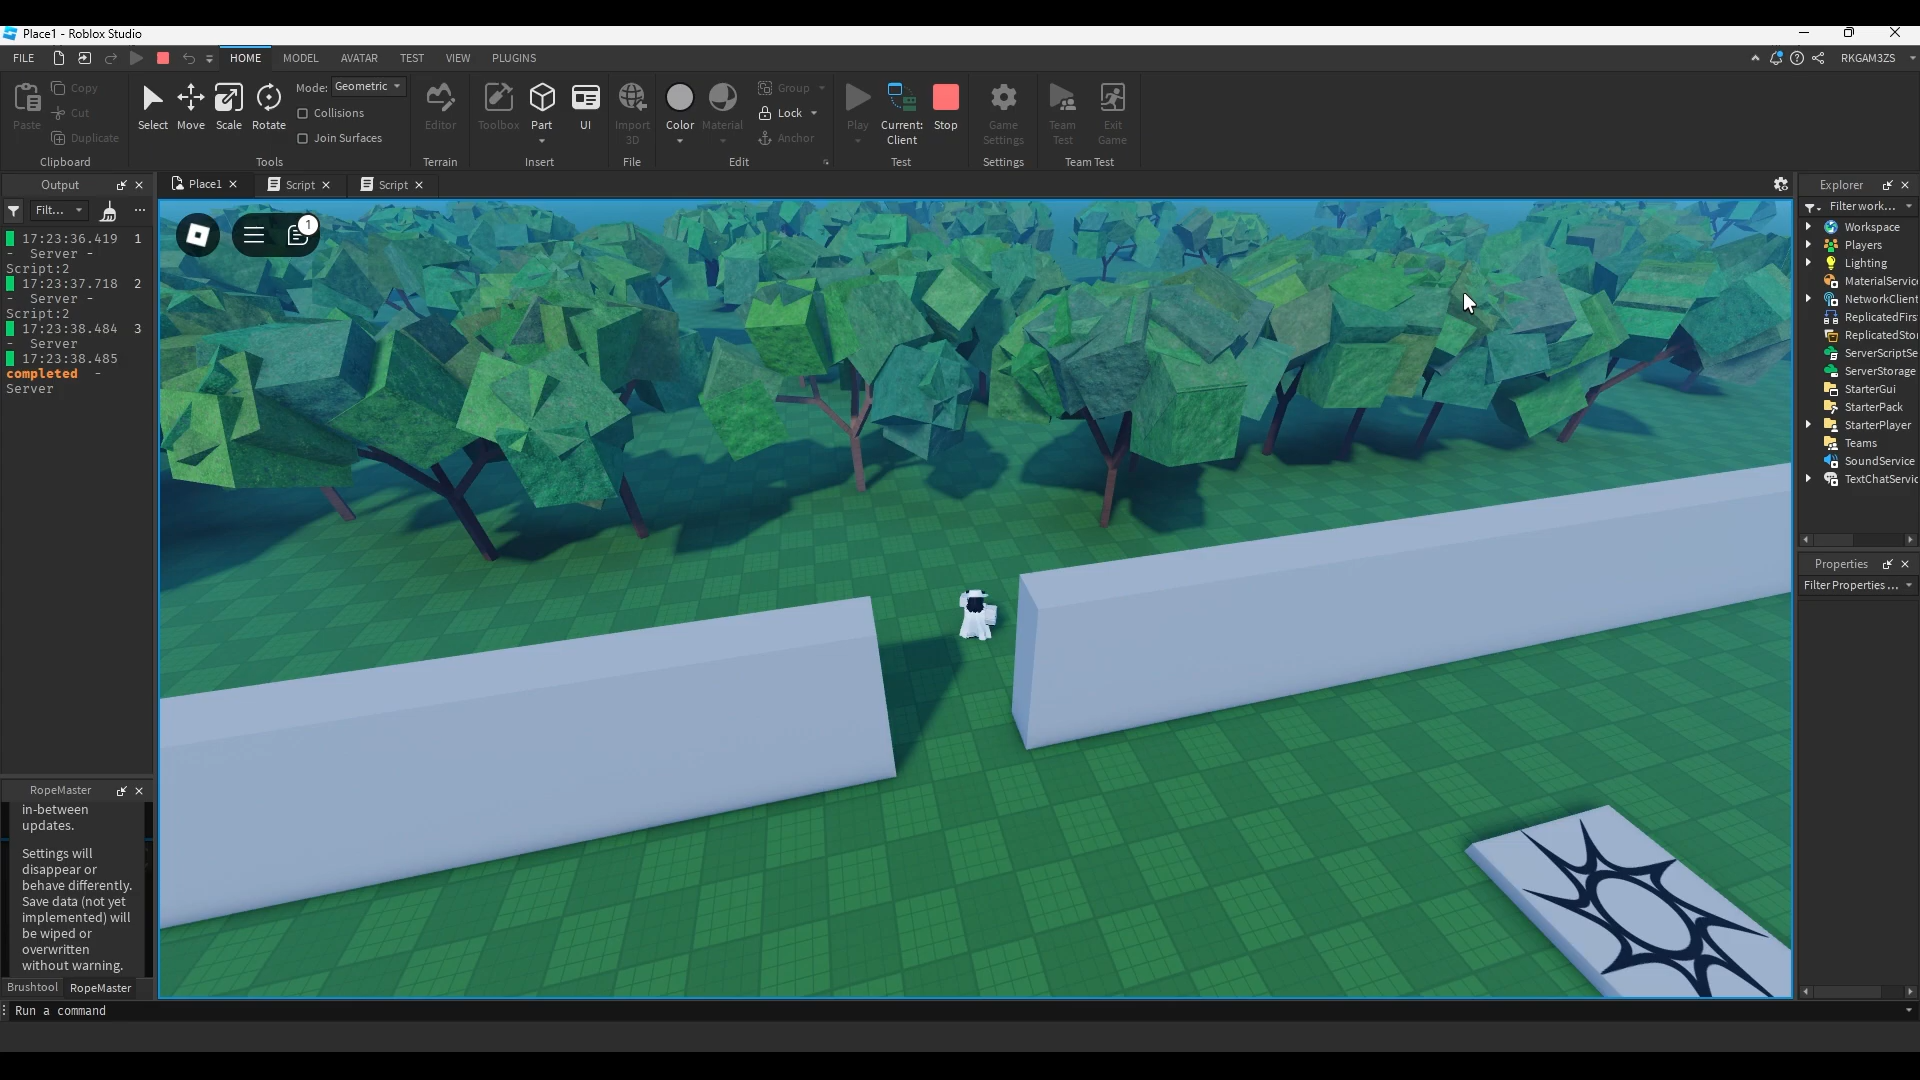 Place1 - Roblox Studio
FILE HOME MODEL AVATAR TEST VIEW PLUGINS RKGAM3ZS
Paste Copy Cut Duplicate
Clipboard
Select Move Scale Rotate
Mode: Geometric
Collisions
Join Surfaces
Tools
Editor
Terrain
Toolbox Part UI
Insert
Import 3D
File
Color Material
Group
Lock
Anchor
Edit
Play Current: Client Stop
Test
Game Settings
Settings
Team Test Exit Game
Team Test
Output
Filt...
17:23:36.419 1
- Server -
Script:2
17:23:37.718 2
- Server -
Script:2
17:23:38.484 3
- Server
17:23:38.485
completed -
Server
RopeMaster
in-between
updates.
Settings will
disappear or
behave differently.
Save data (not yet
implemented) will
be wiped or
overwritten
without warning.
Brushtool RopeMaster
Place1 Script Script
1
Explorer
Filter work...
Workspace
Players
Lighting
MaterialServic
NetworkClient
ReplicatedFirs
ReplicatedSto
ServerScriptSe
ServerStorage
StarterGui
StarterPack
StarterPlayer
Teams
SoundService
TextChatServic
Properties
Filter Properties ...
Run a command